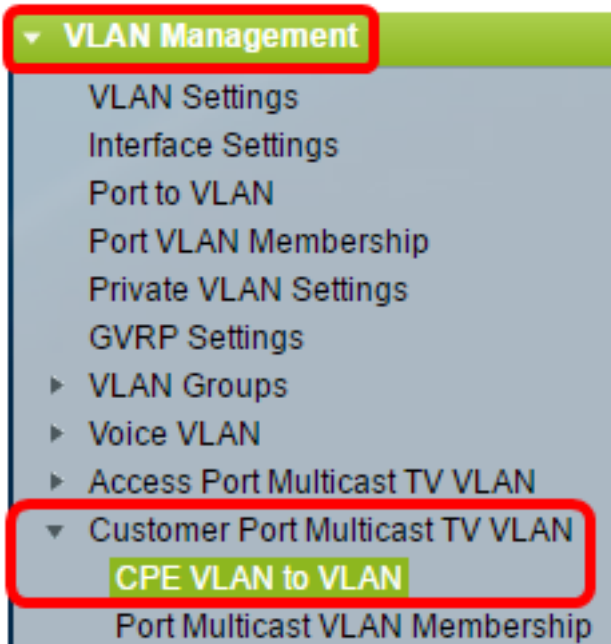 VLAN Management
VLAN Settings
Interface Settings
Port to VLAN
Port VLAN Membership
Private VLAN Settings
GVRP Settings
VLAN Groups
Voice VLAN
Access Port Multicast TV VLAN
Customer Port Multicast TV VLAN
CPE VLAN to VLAN
Port Multicast VLAN Membership